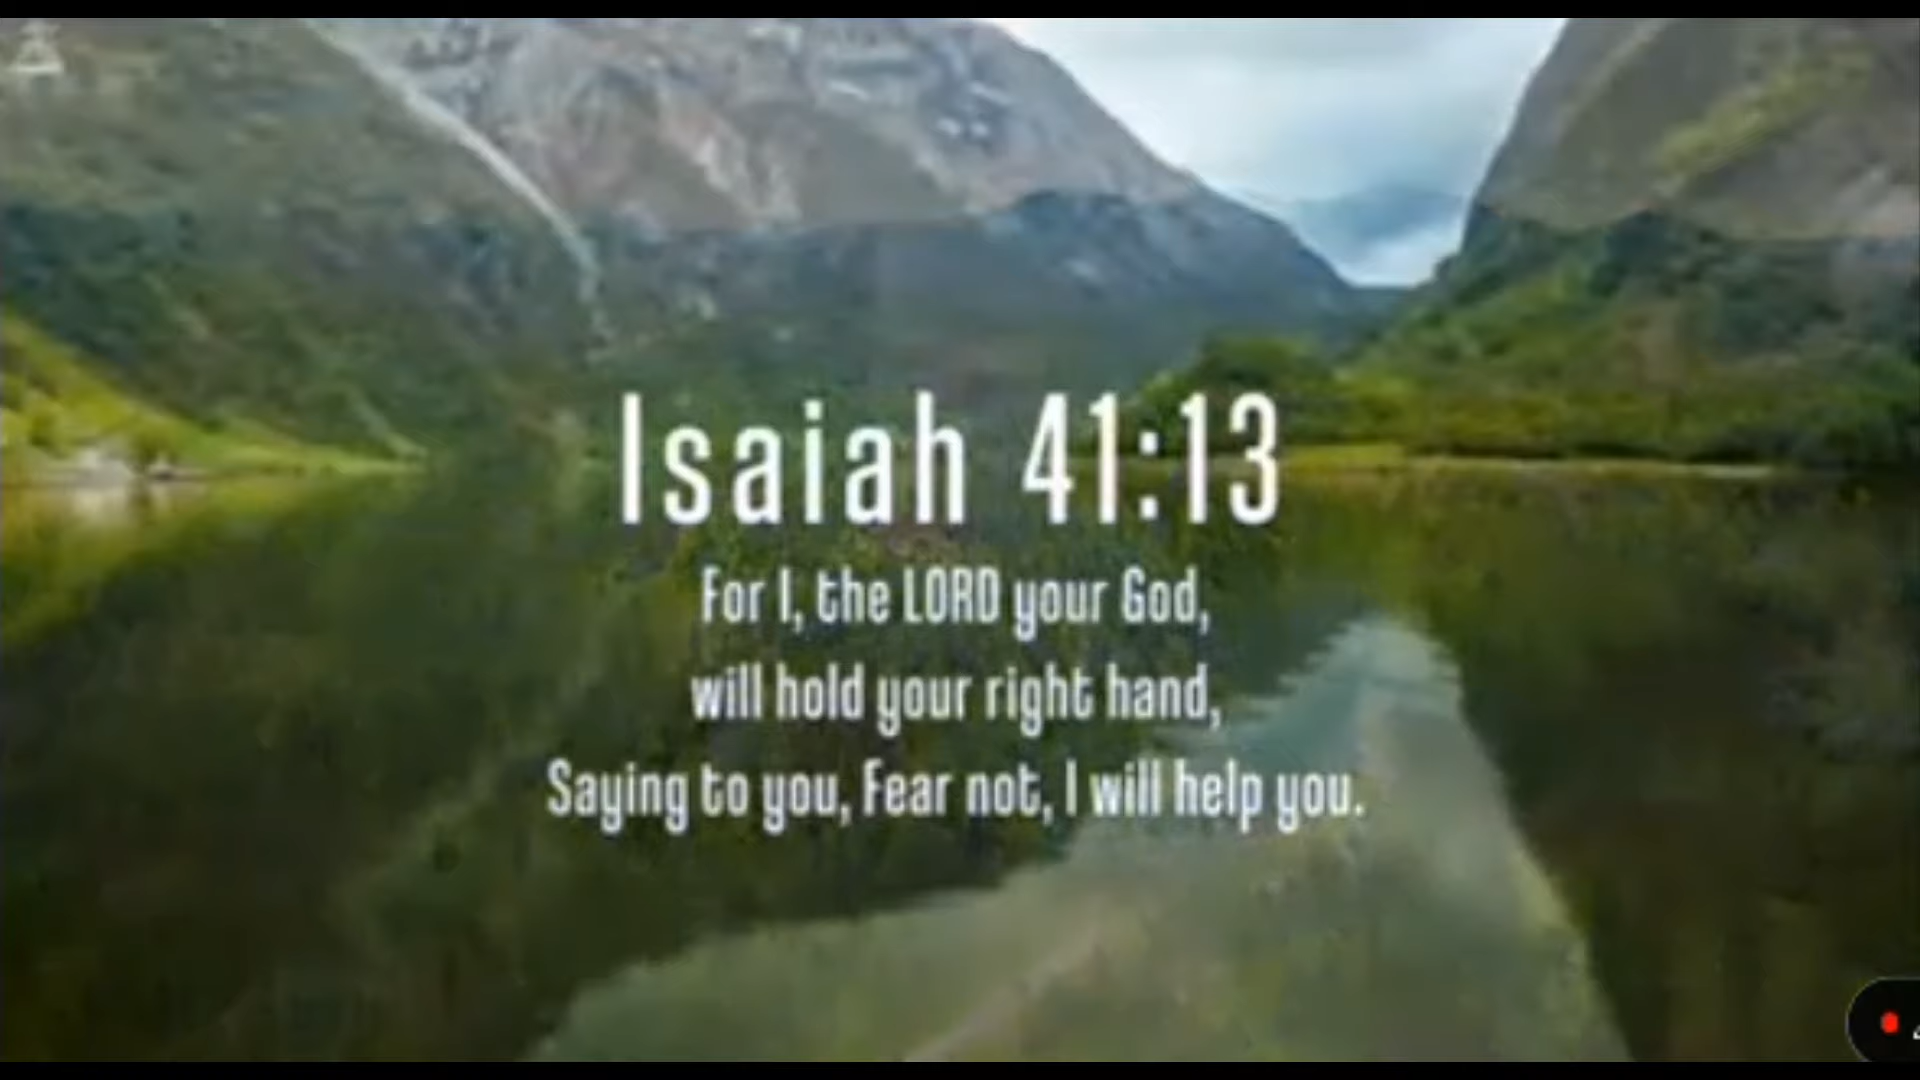 Isaiah 41:13
For I, the LORD your God,
will hold your right hand,
Saying to you, Fear not, I will help you.